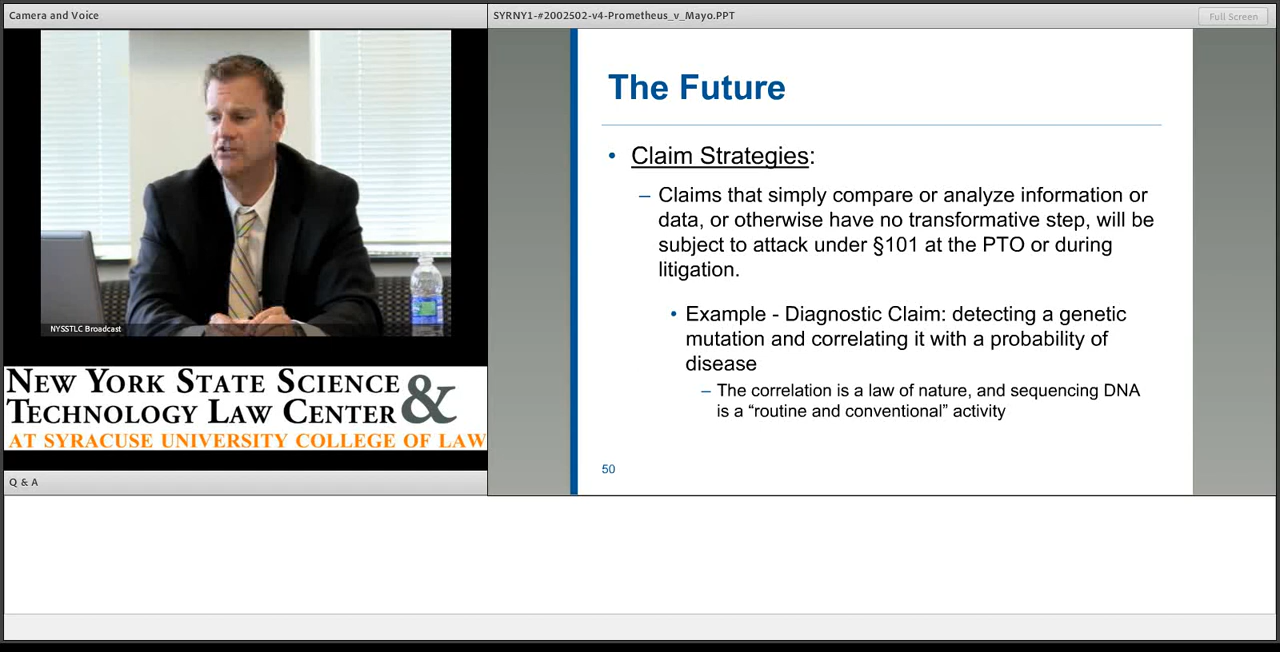 Camera and Voice
SYRNY1-#2002502-v4-Prometheus_v_Mayo.PPT
Full Screen
NYSSTLC Broadcast
NEW YORK STATE SCIENCE &
TECHNOLOGY LAW CENTER
AT SYRACUSE UNIVERSITY COLLEGE OF LAW
Q & A
The Future
• Claim Strategies:
– Claims that simply compare or analyze information or
data, or otherwise have no transformative step, will be
subject to attack under §101 at the PTO or during
litigation.
• Example - Diagnostic Claim: detecting a genetic
mutation and correlating it with a probability of
disease
– The correlation is a law of nature, and sequencing DNA
is a “routine and conventional” activity
50